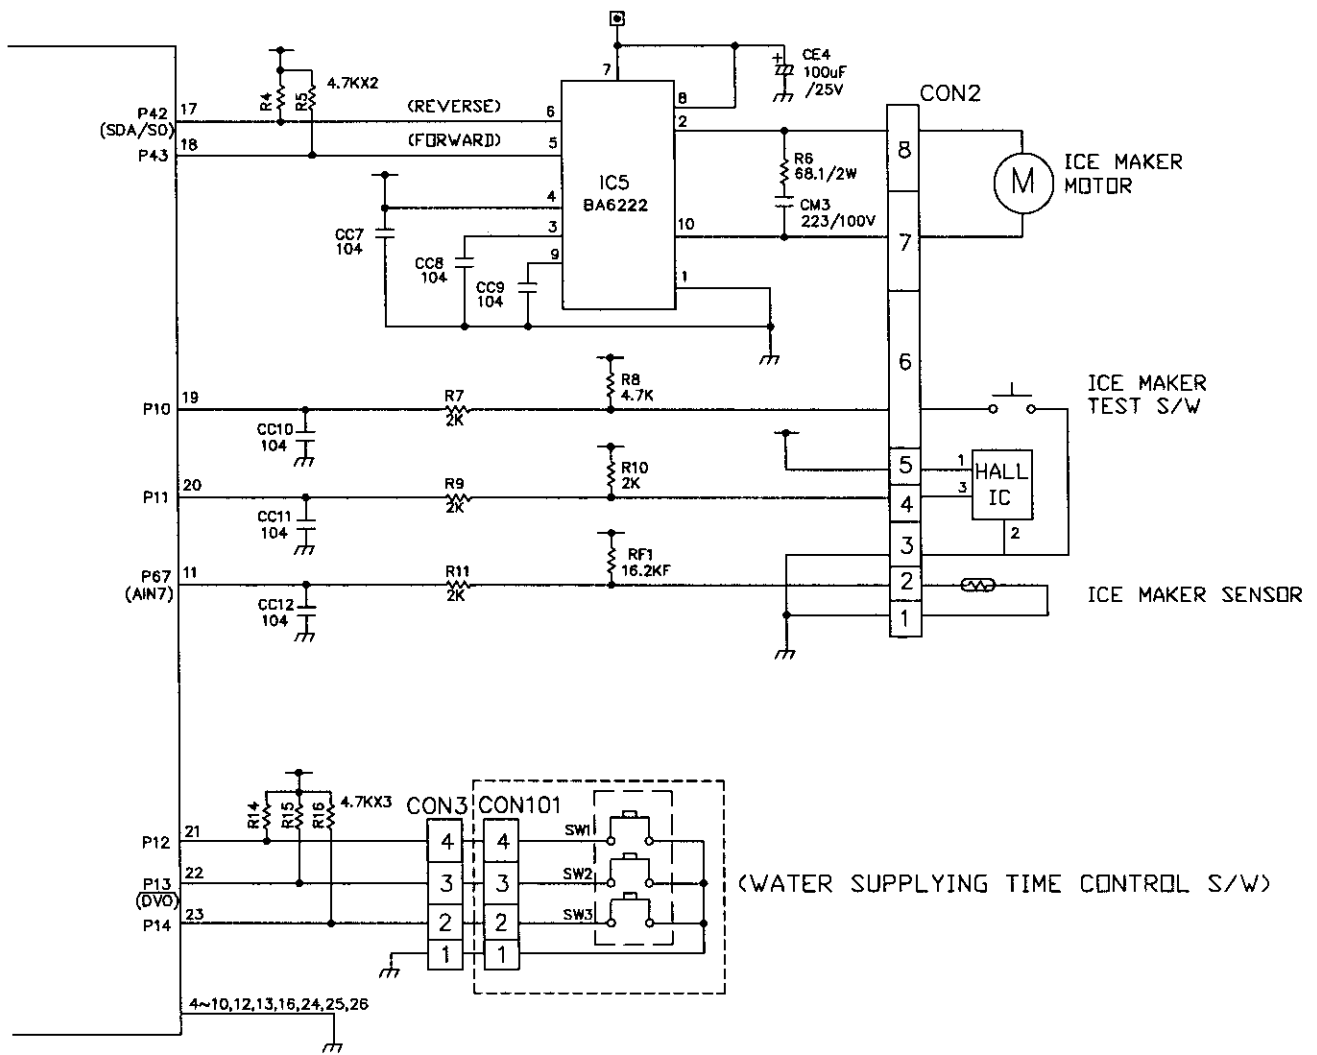 CE4
+
100uF
/25V
7
4.7KX2
R4
R5
8
CON2
17
(REVERSE)
6
2
P42
(SDA/SO)
18
(FORWARD)
5
P43
R6
68.1/2W
8
ICE MAKER
MOTOR
M
IC5
BA6222
4
CM3
223/100V
3
10
7
CC7
104
9
CC8
104
CC9
104
1
6
R8
4.7K
ICE MAKER
TEST S/W
19
P10
R7
2K
CC10
104
5
1
HALL
IC
R10
2K
3
20
P11
R9
2K
4
CC11
104
2
3
RF1
16.2KF
P67
(AIN7)
11
R11
2K
2
ICE MAKER SENSOR
CC12
104
1
R14
R15
R16
4.7KX3
CON3
CON101
21
P12
4
4
SW1
22
P13
(DVO)
3
3
SW2
(WATER SUPPLYING TIME CONTROL S/W)
23
P14
2
2
SW3
1
1
4~10,12,13,16,24,25,26